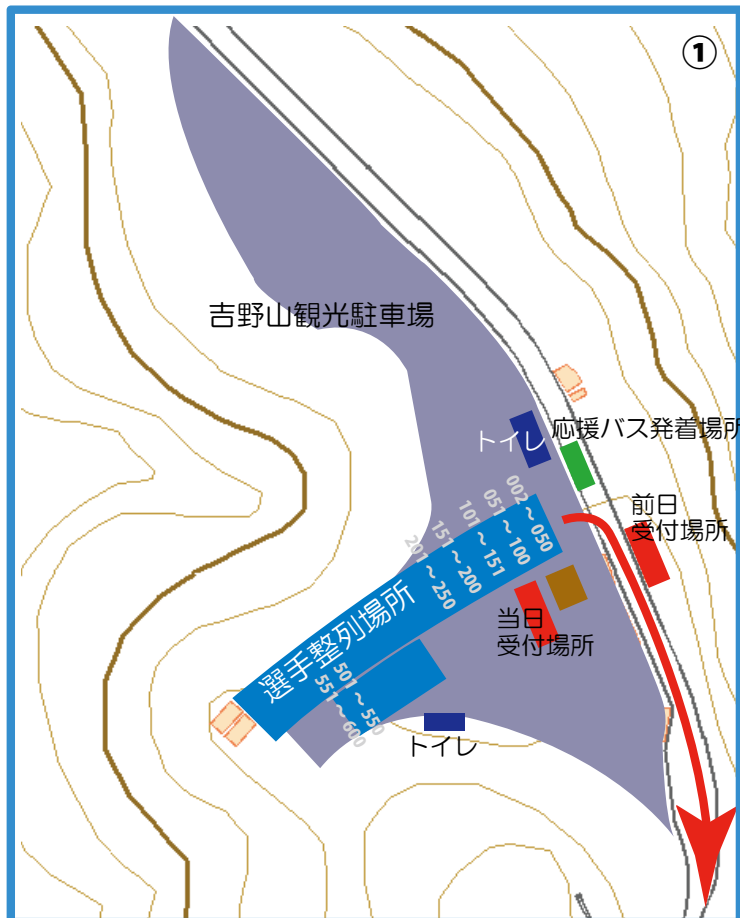 ①
吉野山観光駐車場
トイレ
応援バス発着場所
002～050
051～100
101～151
151～200
201～250
前日
受付場所
選手整列場所
当日
受付場所
501～550
551～600
トイレ